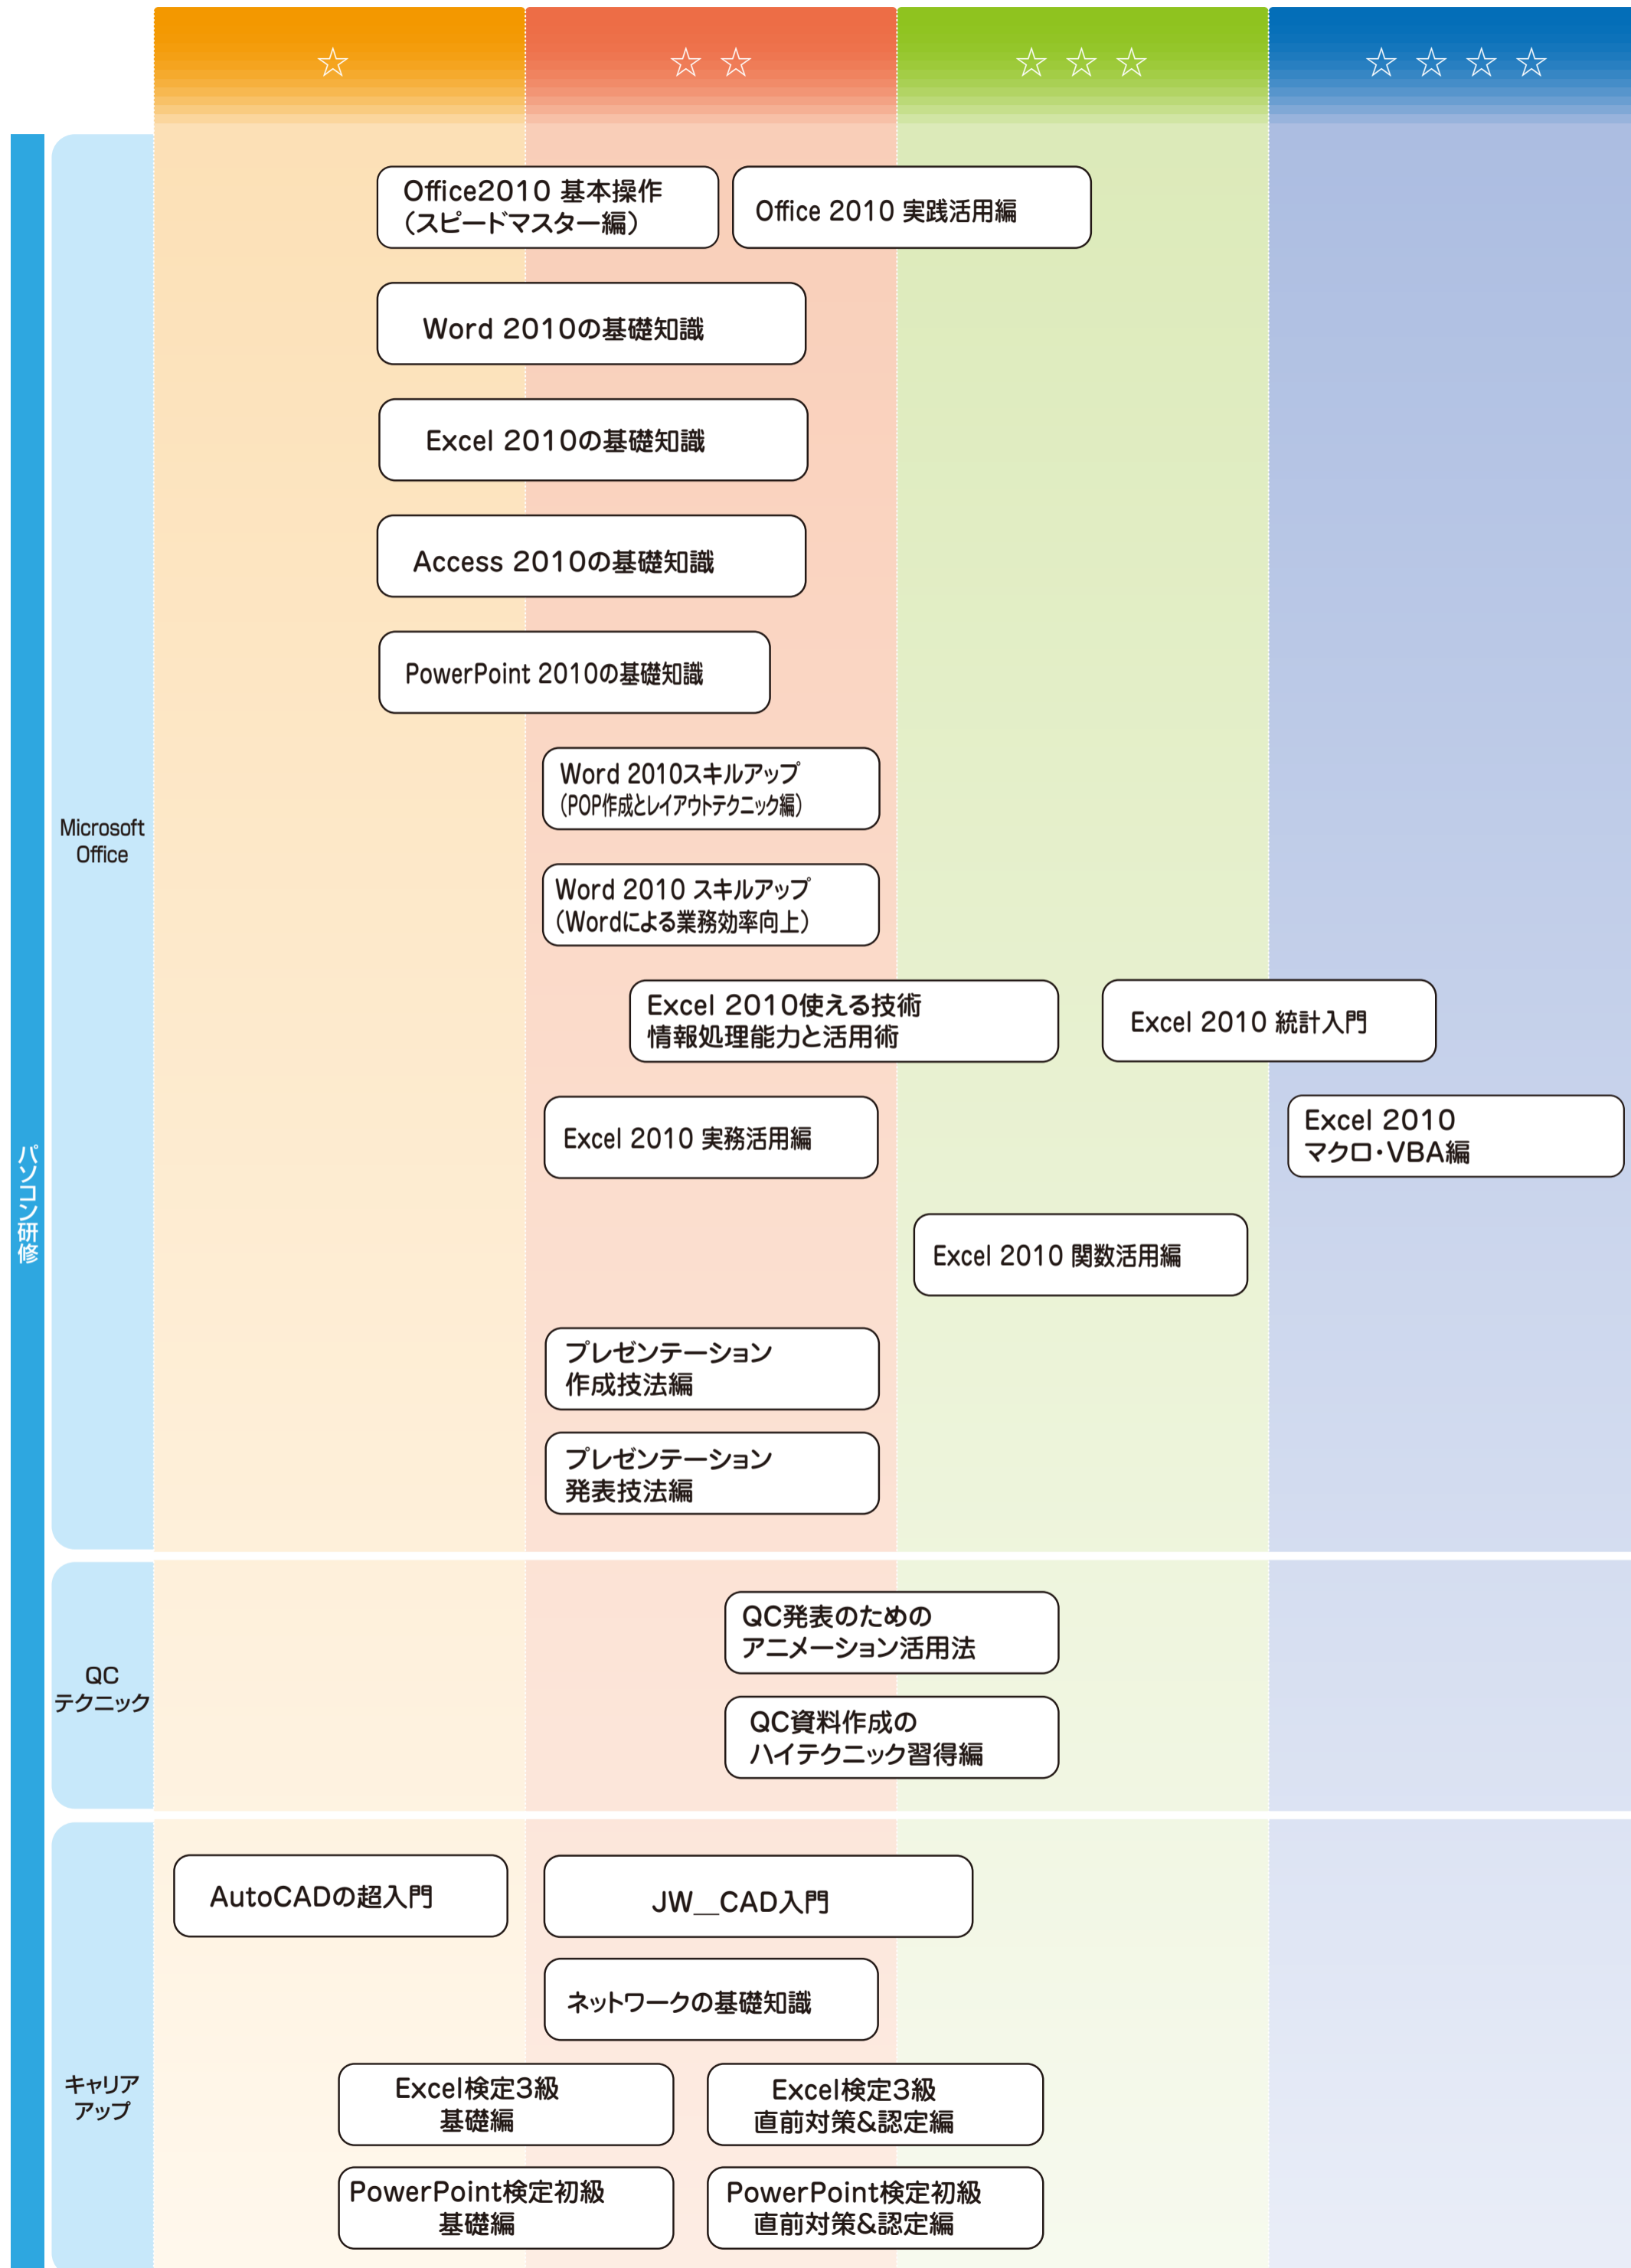 ☆
☆ ☆
☆ ☆ ☆
☆ ☆ ☆ ☆
パソコン研修
Microsoft
Office
Office2010 基本操作
（スピードマスター編）
Office 2010 実践活用編
Word 2010の基礎知識
Excel 2010の基礎知識
Access 2010の基礎知識
PowerPoint 2010の基礎知識
Word 2010スキルアップ
（POP作成とレイアウトテクニック編）
Word 2010 スキルアップ
（Wordによる業務効率向上）
Excel 2010使える技術
情報処理能力と活用術
Excel 2010 統計入門
Excel 2010 実務活用編
Excel 2010
マクロ・VBA編
Excel 2010 関数活用編
プレゼンテーション
作成技法編
プレゼンテーション
発表技法編
QC
テクニック
QC発表のための
アニメーション活用法
QC資料作成の
ハイテクニック習得編
キャリア
アップ
AutoCADの超入門
JW__CAD入門
ネットワークの基礎知識
Excel検定3級
基礎編
Excel検定3級
直前対策&認定編
PowerPoint検定初級
基礎編
PowerPoint検定初級
直前対策&認定編